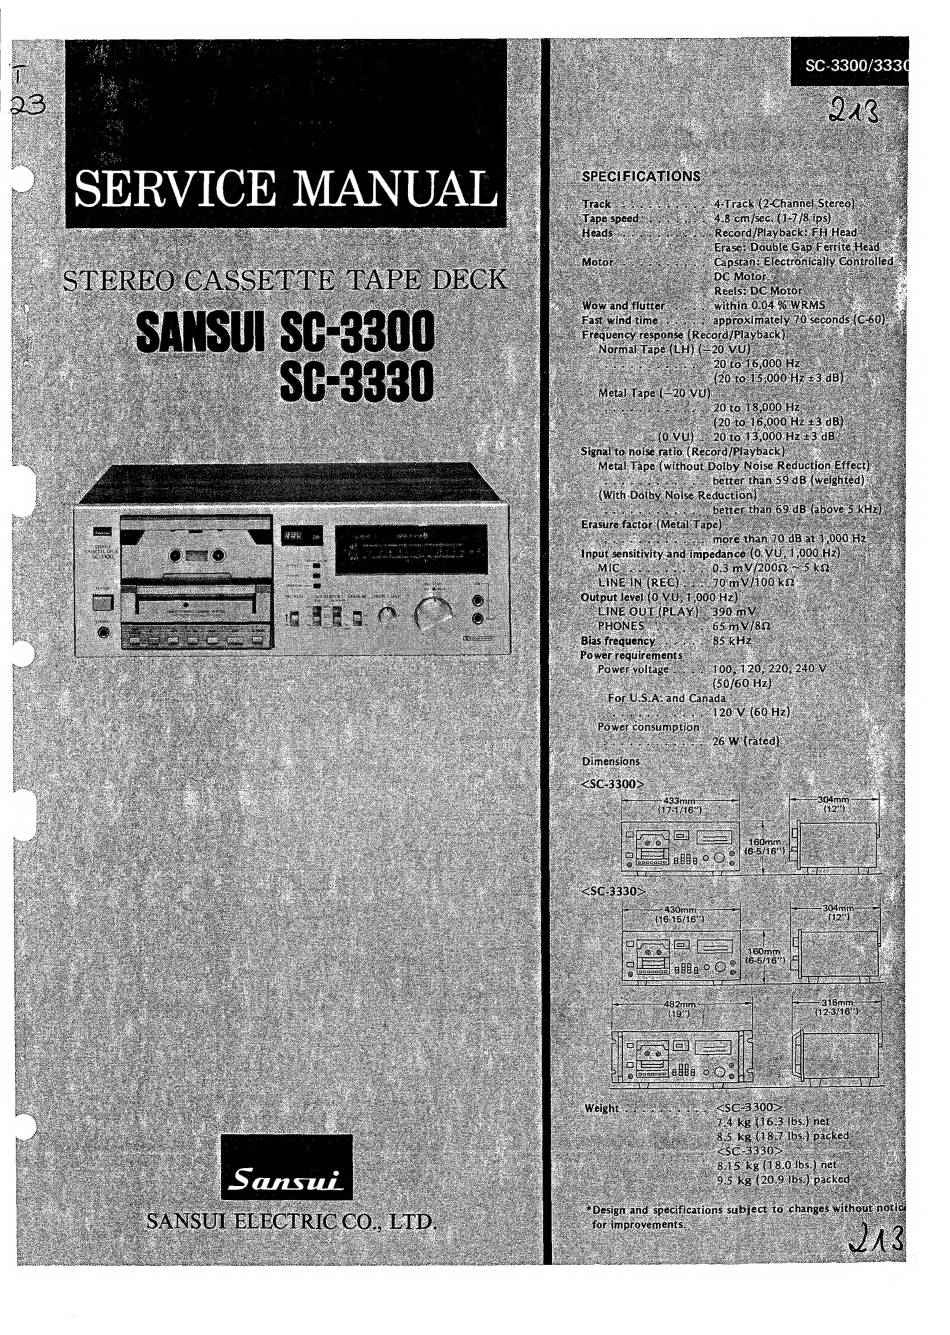 T
23
SERVICE MANUAL
STEREO CASSETTE TAPE DECK
SANSUI SC-3300
SC-3330
Sansui
SANSUI ELECTRIC CO., LTD.
SC-3300/3330
213
SPECIFICATIONS
Track . . . . . . . . . . 4-Track (2-Channel Stereo)
Tape speed . . . . . . . 4.8 cm/sec. (1-7/8 ips)
Heads . . . . . . . . . . Record/Playback: FH Head
Erase: Double Gap Ferrite Head
Motor . . . . . . . . . . Capstan: Electronically Controlled
DC Motor
Reels: DC Motor
Wow and flutter . . . . within 0.04 % WRMS
Fast wind time . . . . . approximately 70 seconds (C-60)
Frequency response (Record/Playback)
Normal Tape (LH) (−20 VU)
. . . . . . . . . . 20 to 16,000 Hz
(20 to 15,000 Hz ±3 dB)
Metal Tape (−20 VU)
. . . . . . . . . . 20 to 18,000 Hz
(20 to 16,000 Hz ±3 dB)
(0 VU) 20 to 13,000 Hz ±3 dB
Signal to noise ratio (Record/Playback)
Metal Tape (without Dolby Noise Reduction Effect)
. . . . . . . . . . better than 59 dB (weighted)
(With Dolby Noise Reduction)
. . . . . . . . . . better than 69 dB (above 5 kHz)
Erasure factor (Metal Tape)
. . . . . . . . . . more than 70 dB at 1,000 Hz
Input sensitivity and impedance (0 VU, 1,000 Hz)
MIC . . . . . . . . . 0.3 mV/200Ω ~ 5 kΩ
LINE IN (REC) . . . . 70 mV/100 kΩ
Output level (0 VU, 1,000 Hz)
LINE OUT (PLAY) 390 mV
PHONES . . . . . . . 65 mV/8Ω
Bias frequency . . . . . 85 kHz
Power requirements
Power voltage . . . . 100, 120, 220, 240 V
(50/60 Hz)
For U.S.A. and Canada
. . . . . . . . . . 120 V (60 Hz)
Power consumption
. . . . . . . . . . 26 W (rated)
Dimensions
<SC-3300>
433mm
(17-1/16")
304mm
(12")
160mm
(6-5/16")
<SC-3330>
430mm
(16-15/16")
304mm
(12")
160mm
(6-5/16")
482mm
(19")
316mm
(12-3/16")
Weight . . . . . . . . . . <SC-3300>
7.4 kg (16.3 lbs.) net
8.5 kg (18.7 lbs.) packed
<SC-3330>
8.15 kg (18.0 lbs.) net
9.5 kg (20.9 lbs.) packed
*Design and specifications subject to changes without notic
for improvements.
213